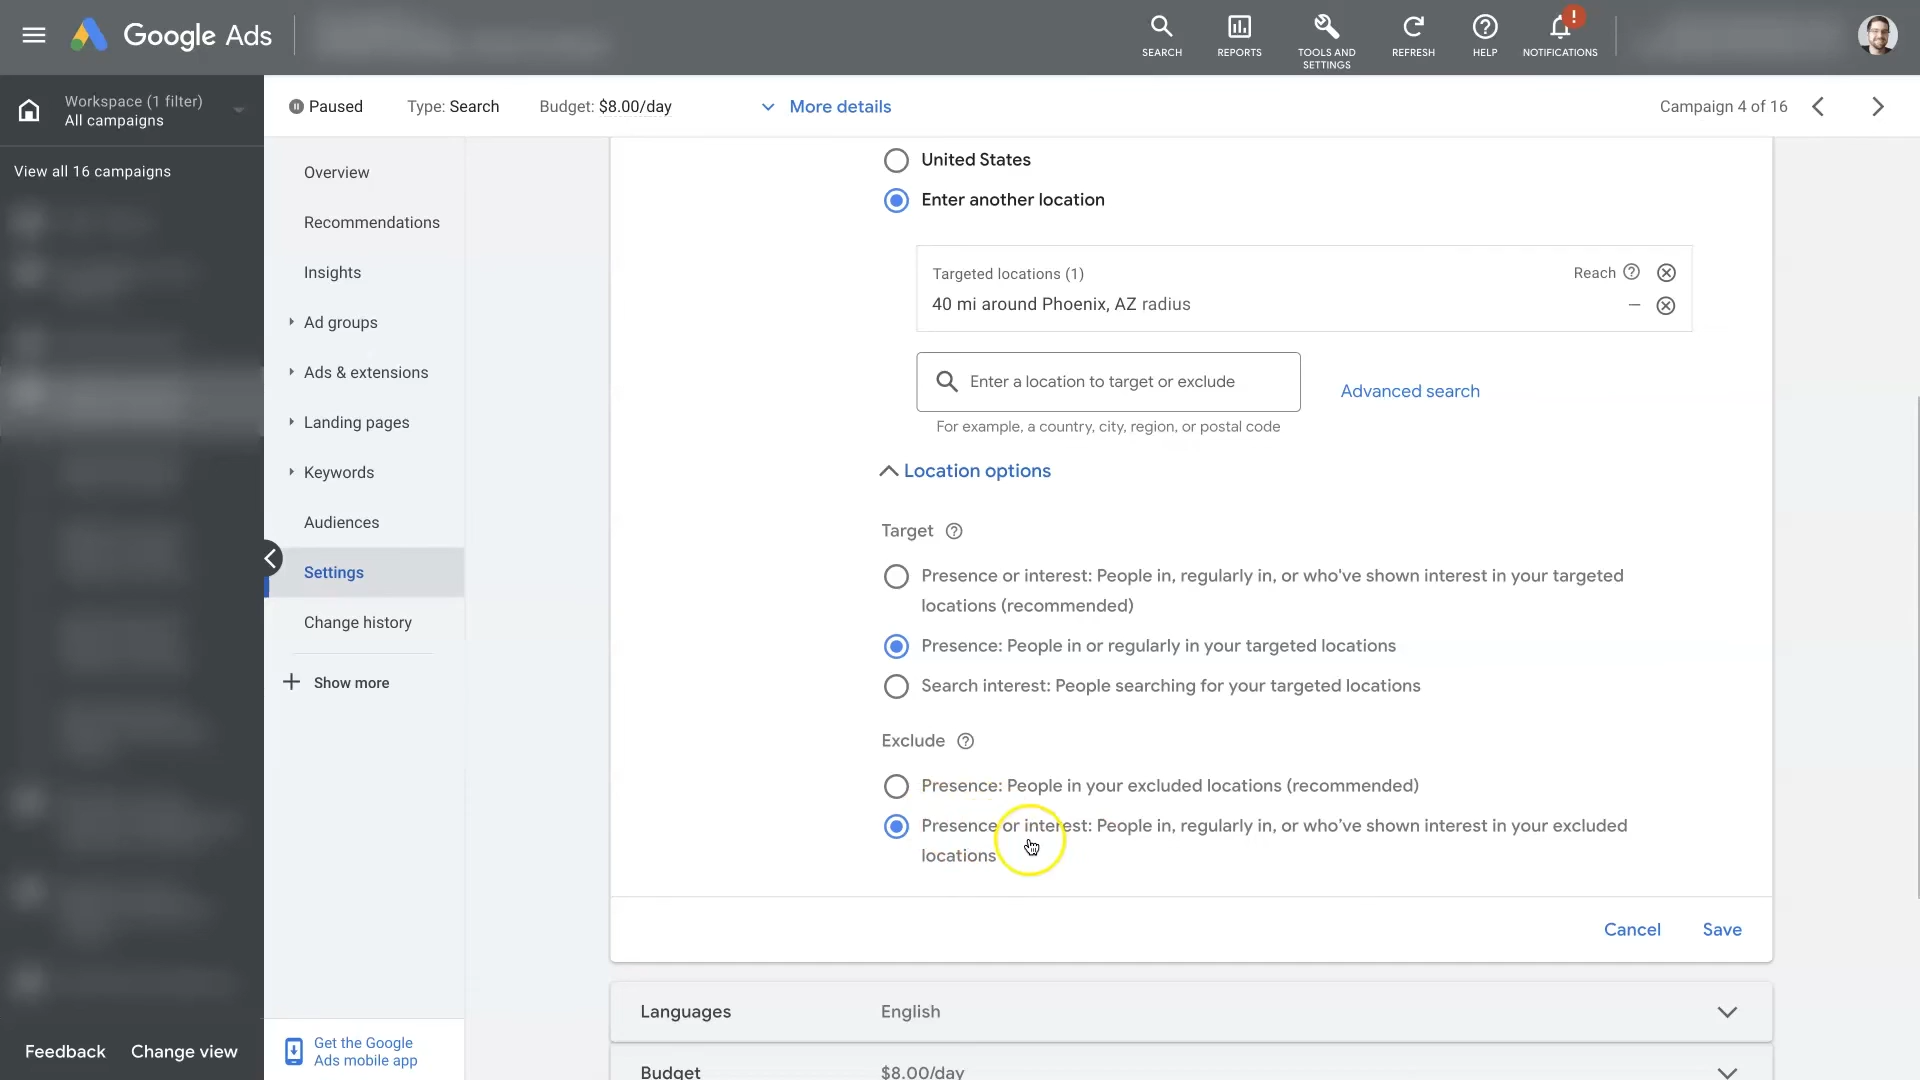 Google Ads
SEARCH
REPORTS
TOOLS AND
SETTINGS
REFRESH
HELP
!
NOTIFICATIONS
Workspace (1 filter)
All campaigns
Paused
Type: Search
Budget: $8.00/day
More details
Campaign 4 of 16
View all 16 campaigns
Overview
Recommendations
Insights
Ad groups
Ads & extensions
Landing pages
Keywords
Audiences
Settings
Change history
Show more
Get the Google
Ads mobile app
Feedback
Change view
United States
Enter another location
Targeted locations (1)
Reach
40 mi around Phoenix, AZ radius
Enter a location to target or exclude
Advanced search
For example, a country, city, region, or postal code
Location options
Target
Presence or interest: People in, regularly in, or who've shown interest in your targeted
locations (recommended)
Presence: People in or regularly in your targeted locations
Search interest: People searching for your targeted locations
Exclude
Presence: People in your excluded locations (recommended)
Presence or interest: People in, regularly in, or who’ve shown interest in your excluded
locations
Cancel
Save
Languages
English
Budget
$8.00/day